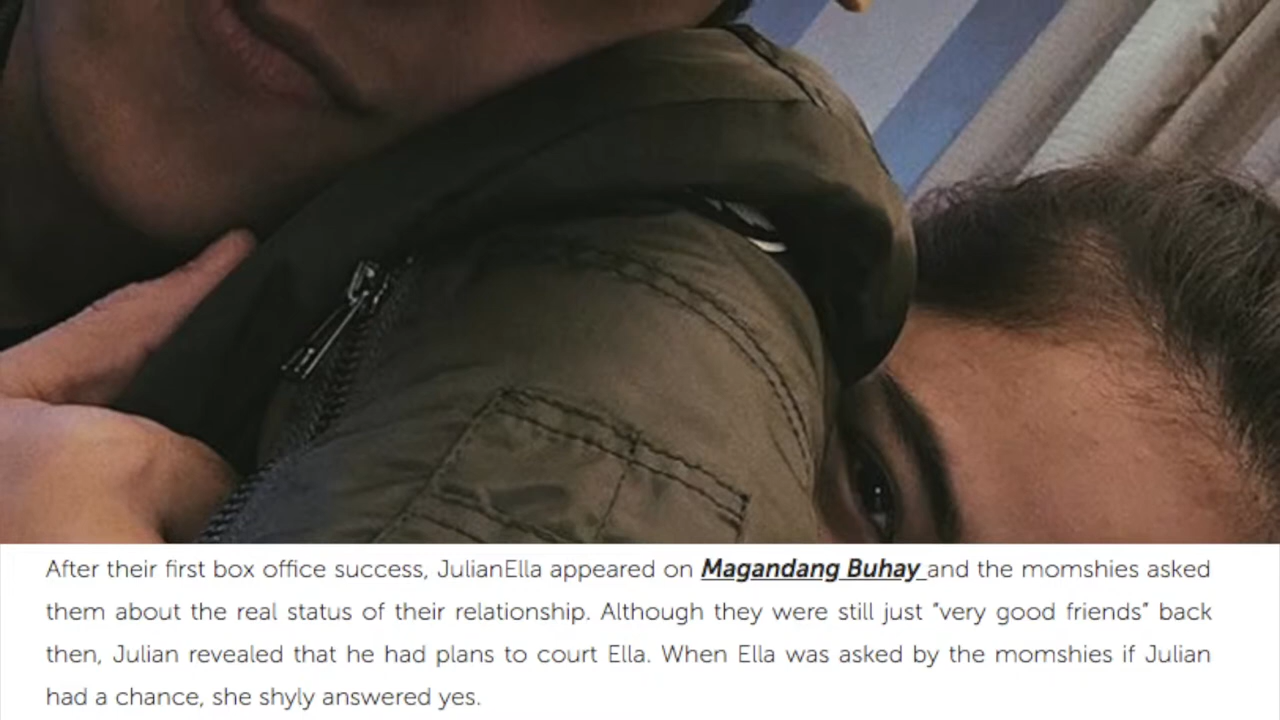 After their first box office success, JulianElla appeared on Magandang Buhay and the momshies asked
them about the real status of their relationship. Although they were still just “very good friends” back
then, Julian revealed that he had plans to court Ella. When Ella was asked by the momshies if Julian
had a chance, she shyly answered yes.